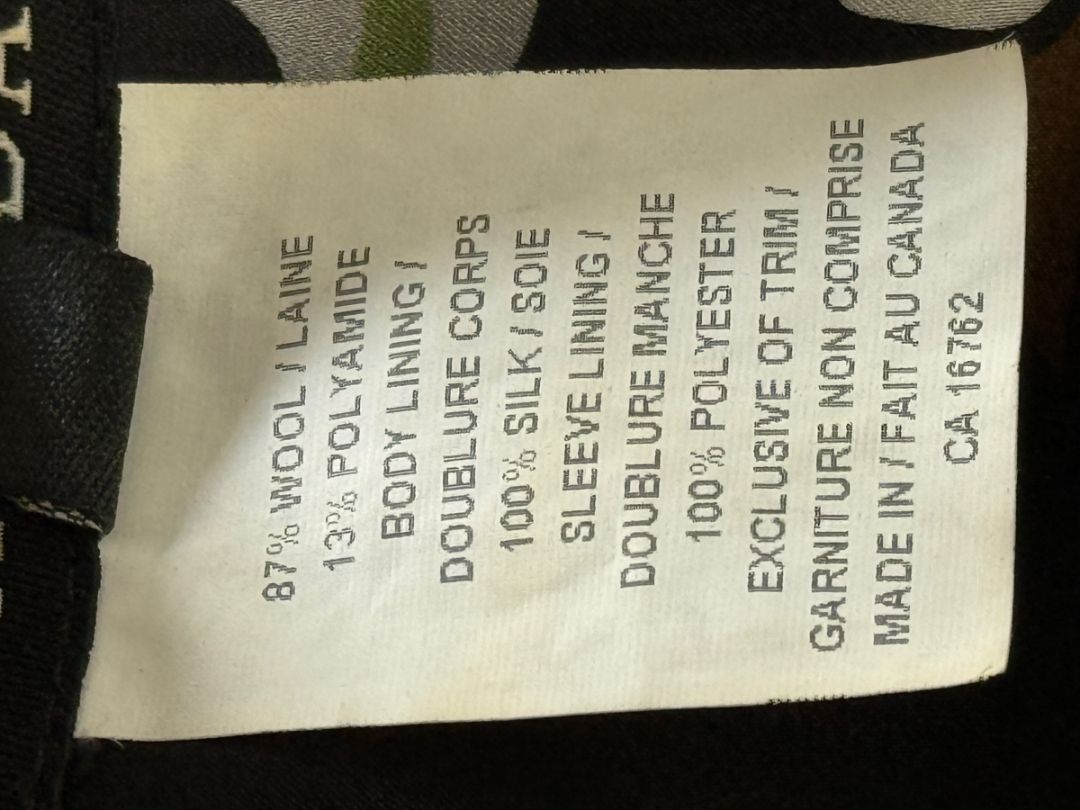 87% WOOL / LAINE
13% POLYAMIDE
BODY LINING /
DOUBLURE CORPS
100% SILK / SOIE
SLEEVE LINING /
DOUBLURE MANCHE
100% POLYESTER
EXCLUSIVE OF TRIM /
GARNITURE NON COMPRISE
MADE IN / FAIT AU CANADA
CA 16762